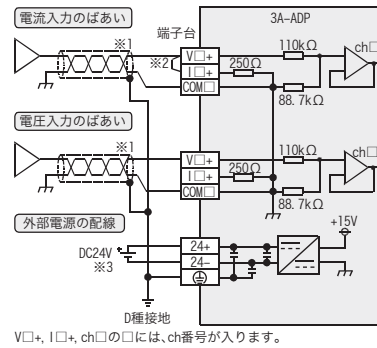 電流入力のばあい
3A-ADP
端子台
※1
※2
V□+
I□+
COM□
250Ω
110kΩ
88.7kΩ
ch□
電圧入力のばあい
※1
V□+
I□+
COM□
250Ω
110kΩ
88.7kΩ
ch□
外部電源の配線
+15V
DC24V
※3
24+
24-
D種接地
V□+, I□+, ch□の□には、ch番号が入ります。